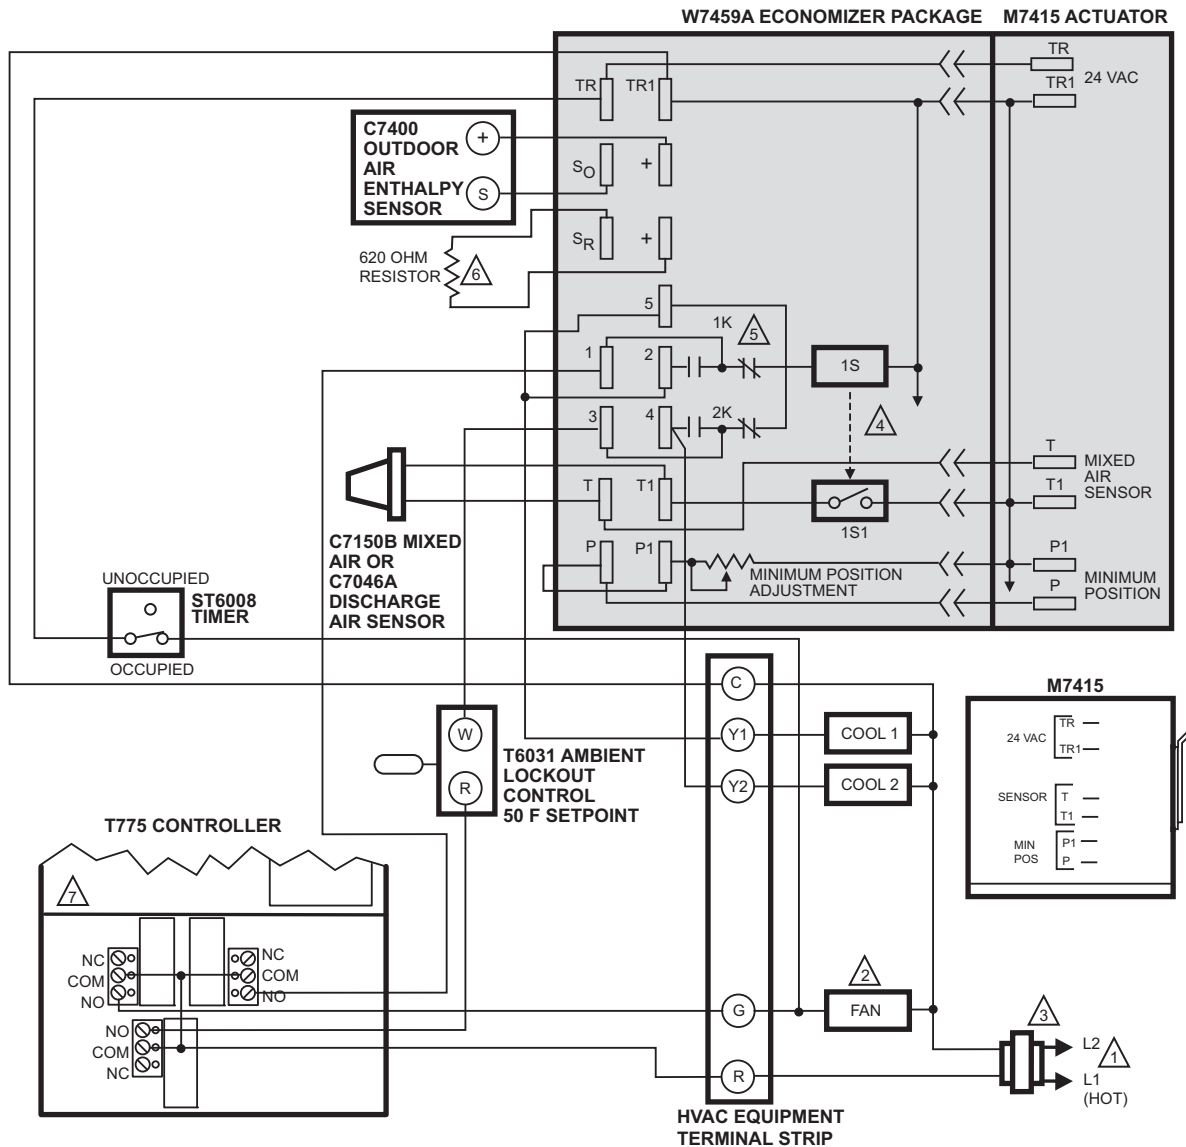 W7459A ECONOMIZER PACKAGE
M7415 ACTUATOR
TR
TR1
TR
24 VAC
TR1
C7400
OUTDOOR
AIR
ENTHALPY
SENSOR
+
S
SO
+
SR
+
620 OHM
RESISTOR
6
5
1K
5
1
2
1S
3
4
2K
4
T
T1
T
MIXED
AIR
SENSOR
T1
1S1
C7150B MIXED
AIR OR
C7046A
DISCHARGE
AIR SENSOR
P
P1
MINIMUM POSITION
ADJUSTMENT
P1
MINIMUM
POSITION
P
UNOCCUPIED
ST6008
TIMER
OCCUPIED
C
Y1
COOL 1
Y2
COOL 2
W
R
T6031 AMBIENT
LOCKOUT
CONTROL
50 F SETPOINT
M7415
24 VAC
TR
TR1
SENSOR
T
T1
MIN
POS
P1
P
T775 CONTROLLER
7
NC
COM
NO
NC
COM
NO
NO
COM
NC
G
2
FAN
R
3
L2
1
L1
(HOT)
HVAC EQUIPMENT
TERMINAL STRIP